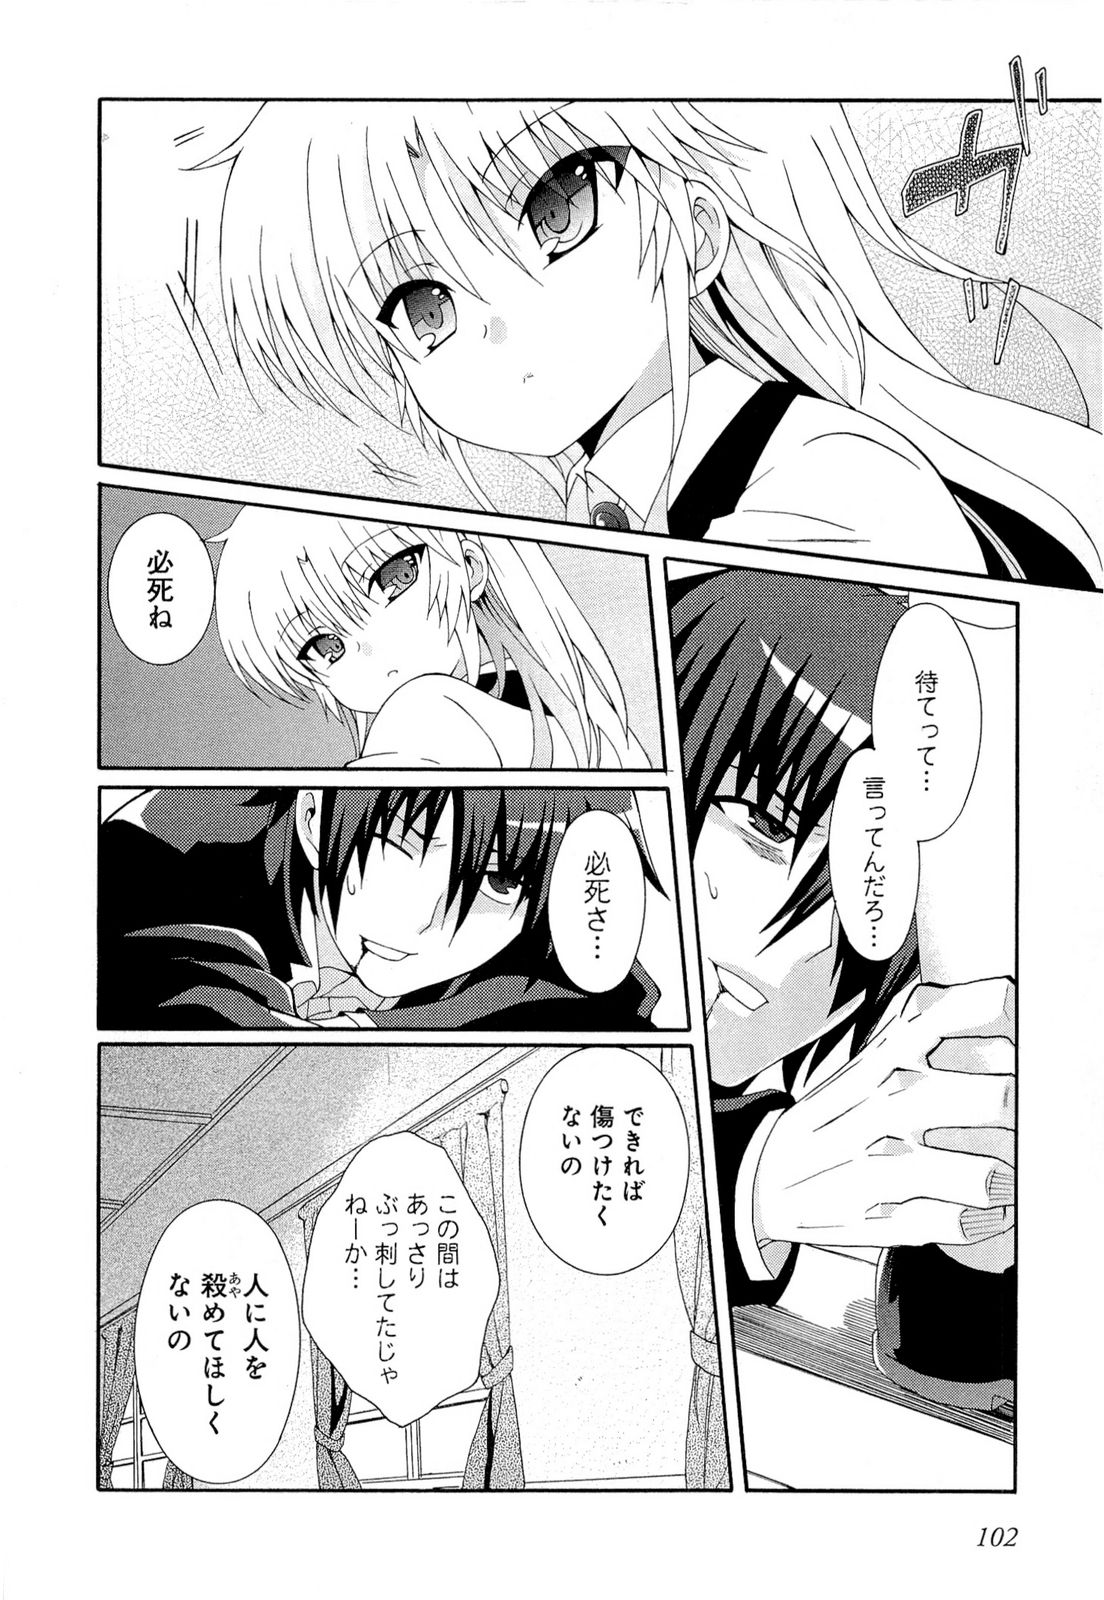 待てって…
言ってんだろ…
必死ね
必死さ…
できれば
傷つけたく
ないの
この間は
あっさり
ぶっ刺してたじゃ
ねーか…
人に人を
殺めてほしく
あや
ないの
102